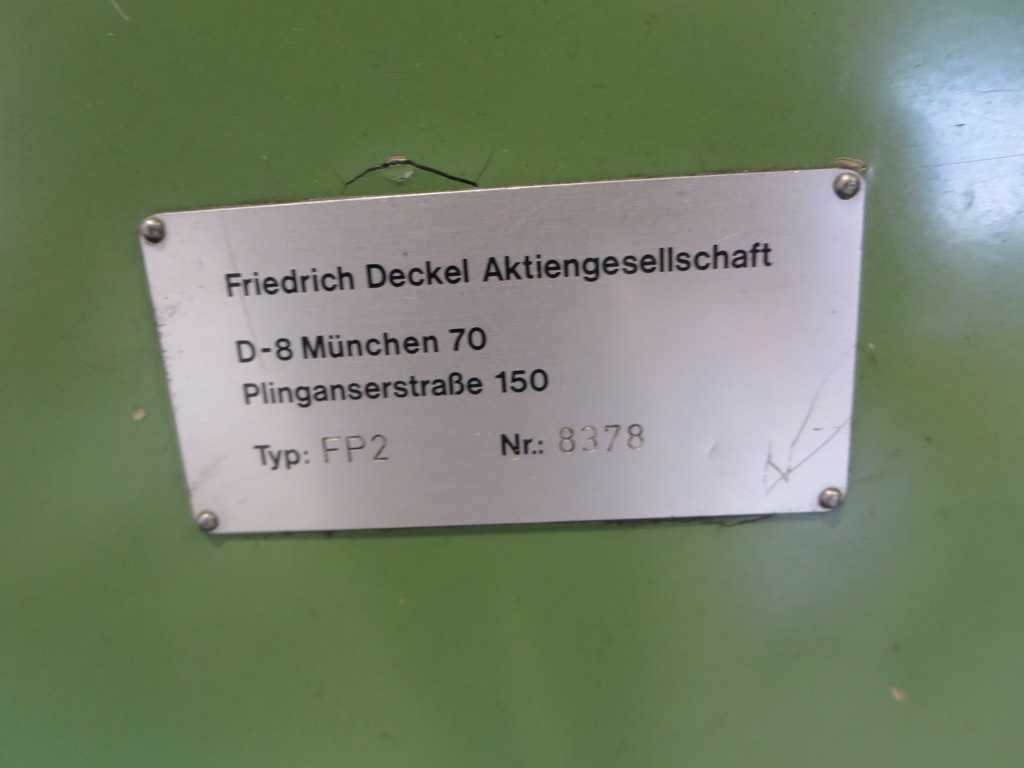 Friedrich Deckel Aktiengesellschaft
D-8 München 70
Plinganserstraße 150
Typ: FP2 Nr.: 8378